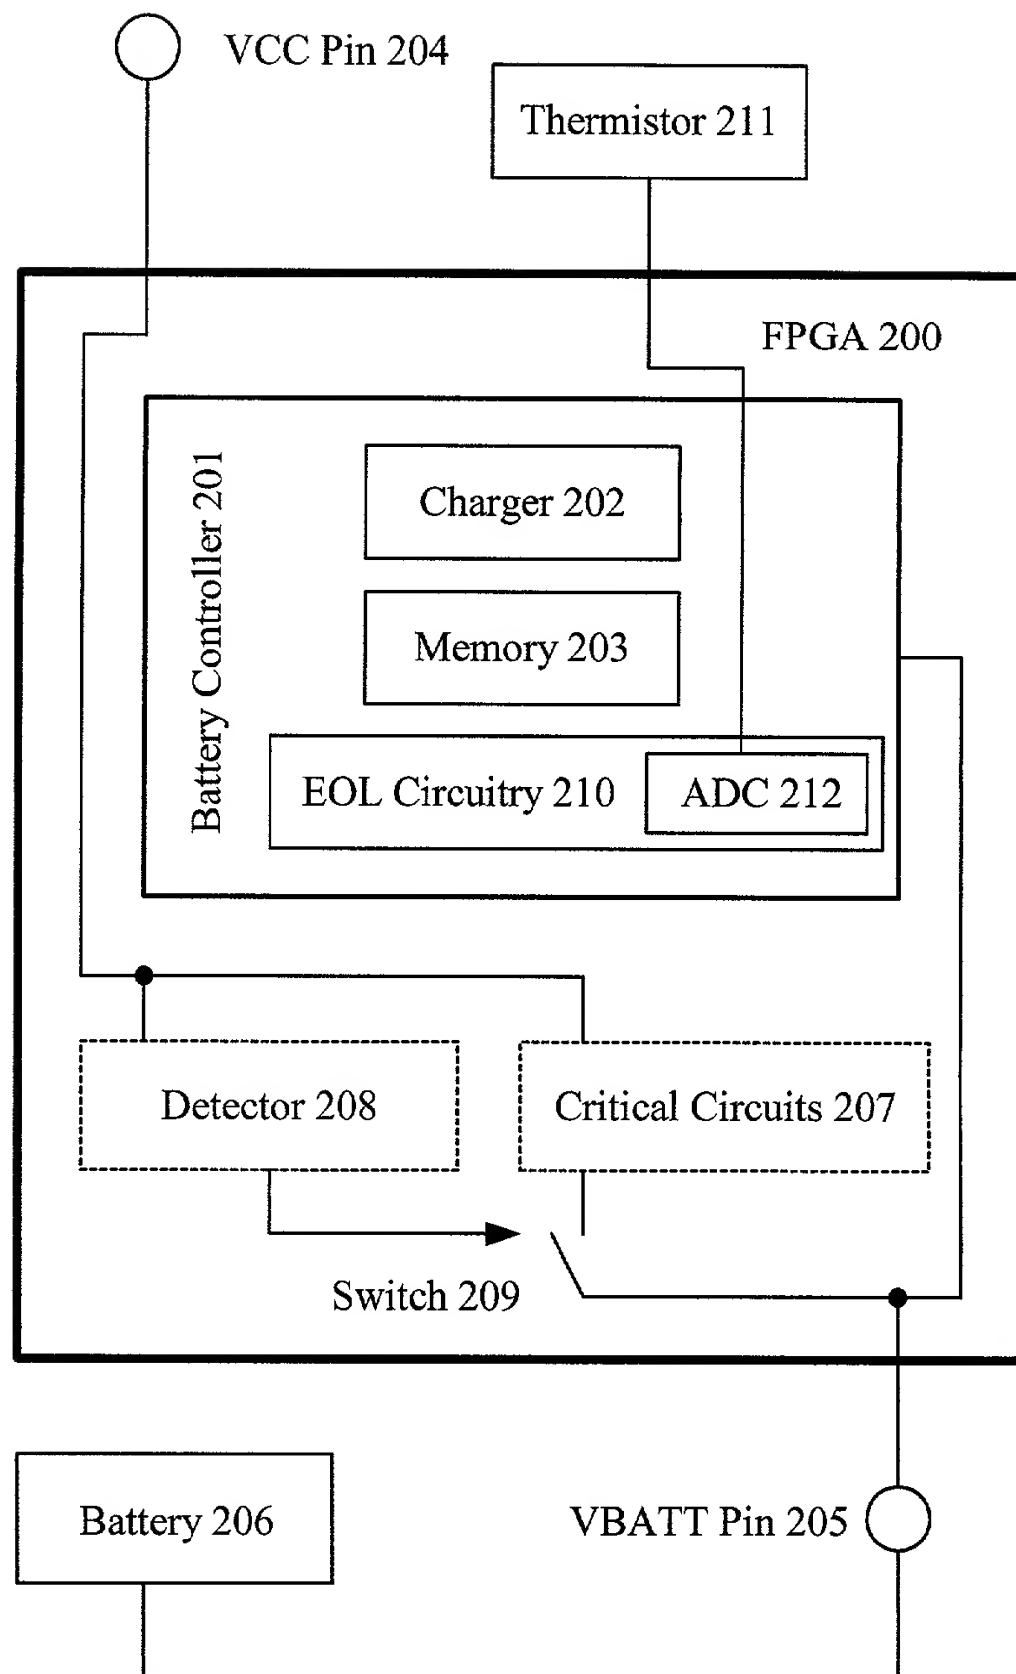 VCC Pin 204
Thermistor 211
FPGA 200
Battery Controller 201
Charger 202
Memory 203
EOL Circuitry 210
ADC 212
Detector 208
Critical Circuits 207
Switch 209
Battery 206
VBATT Pin 205